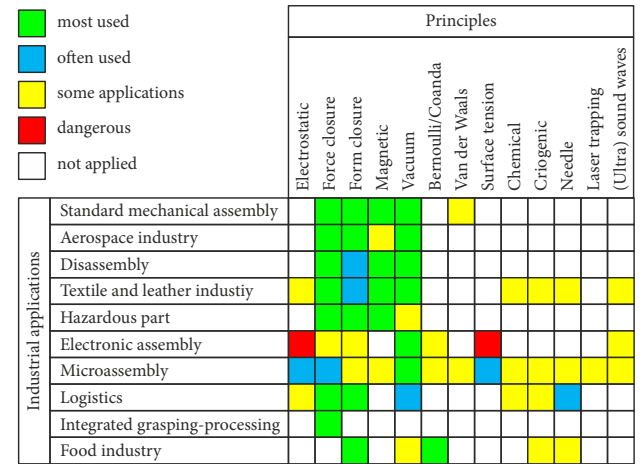 most used
often used
some applications
dangerous
not applied
Principles
Electrostatic
Force closure
Form closure
Magnetic
Vacuum
Bernoulli/Coanda
Van der Waals
Surface tension
Chemical
Criogenic
Needle
Laser trapping
(Ultra) sound waves
Industrial applications
Standard mechanical assembly
Aerospace industry
Disassembly
Textile and leather industiy
Hazardous part
Electronic assembly
Microassembly
Logistics
Integrated grasping-processing
Food industry